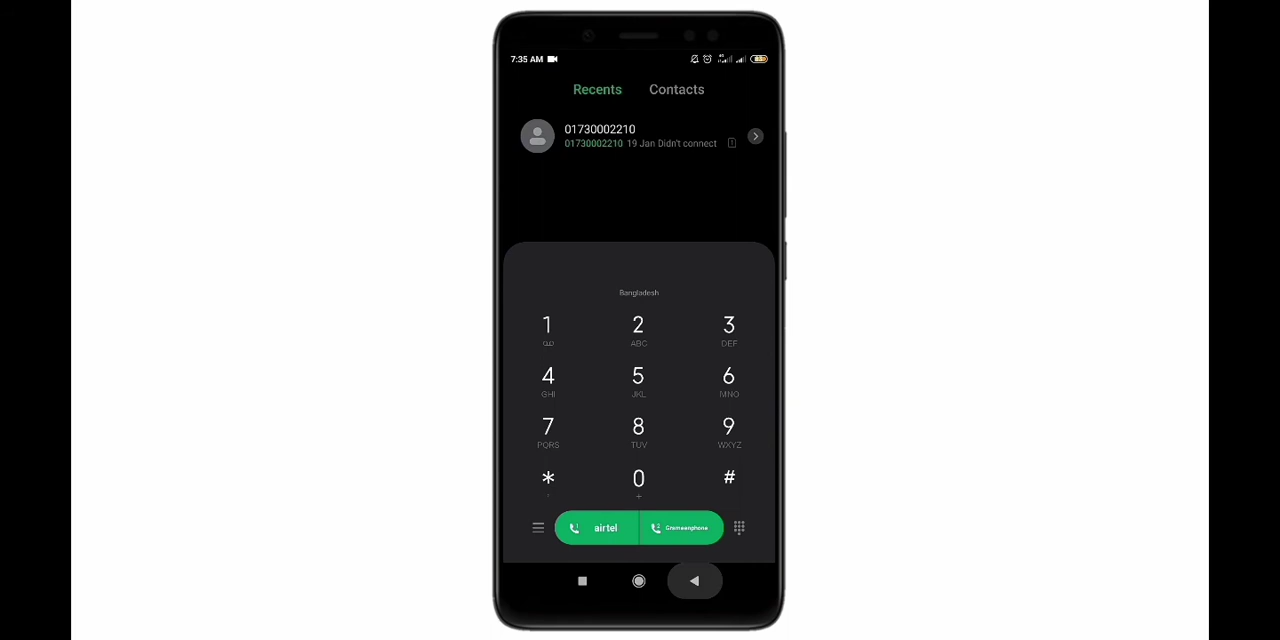 7:35 AM
Recents Contacts
01730002210
01730002210 19 Jan Didn't connect
Bangladesh
1 2 3
ABC DEF
4 5 6
GHI JKL MNO
7 8 9
PQRS TUV WXYZ
* 0 #
+
airtel Grameenphone